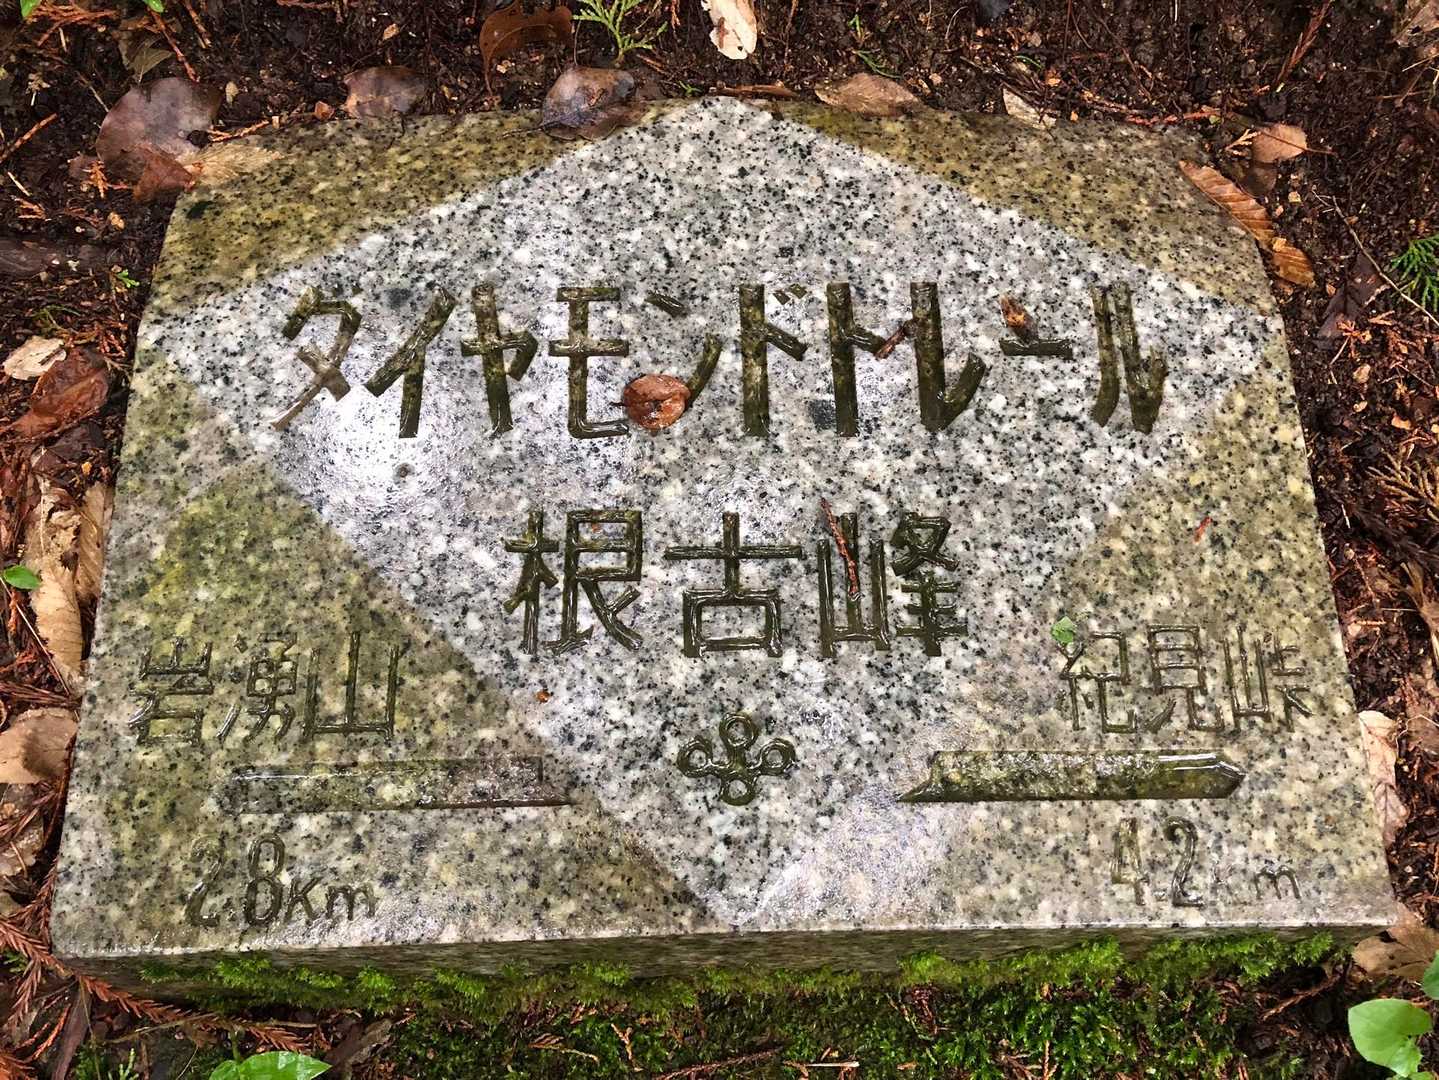 ダイヤモンドトレール
根古峰
岩湧山
紀見峠
2.8Km
4.2Km